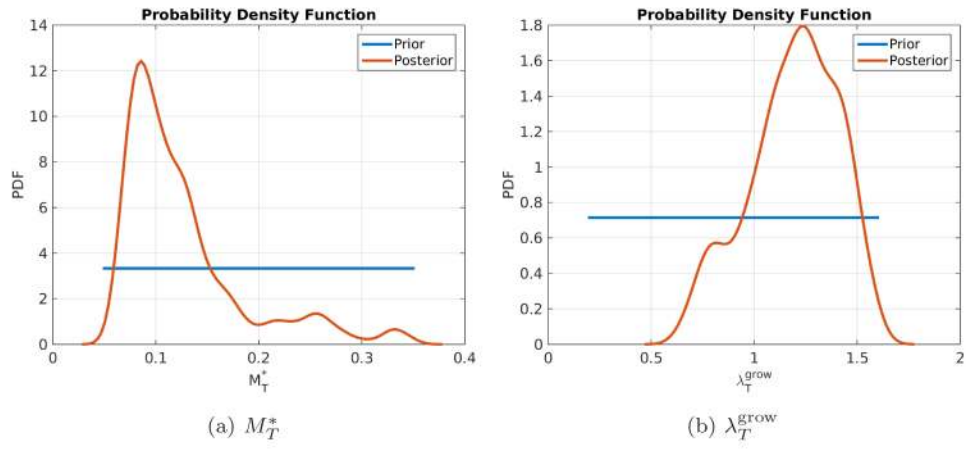 Probability Density Function
14
12
10
8
6
4
2
0
PDF
Prior
Posterior
0 0.1 0.2 0.3 0.4
M*T
(a) M*T
Probability Density Function
1.8
1.6
1.4
1.2
1
0.8
0.6
0.4
0.2
0
PDF
Prior
Posterior
0 0.5 1 1.5 2
λTgrow
(b) λTgrow